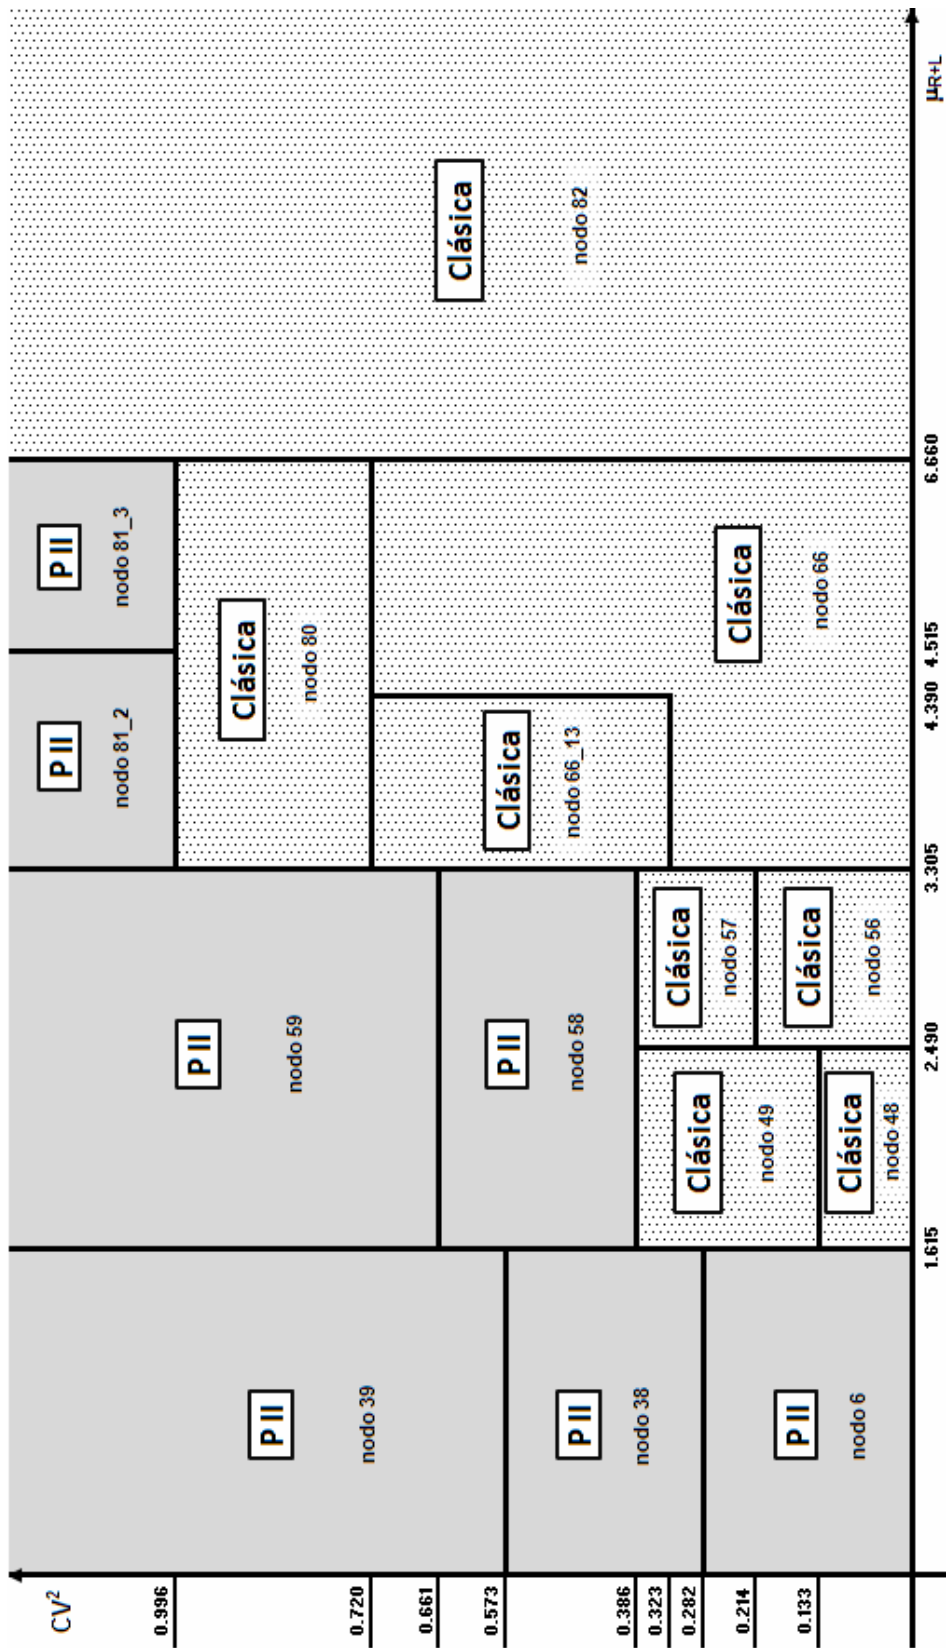 CV²
0.996
0.720
0.661
0.573
0.386
0.323
0.282
0.214
0.133
P II
nodo 39
P II
nodo 38
P II
nodo 6
P II
nodo 59
P II
nodo 58
Clásica
nodo 49
Clásica
nodo 48
Clásica
nodo 57
Clásica
nodo 56
P II
nodo 81_2
P II
nodo 81_3
Clásica
nodo 80
Clásica
nodo 66_13
Clásica
nodo 66
Clásica
nodo 82
1.615
2.490
3.305
4.390
4.515
6.660
μR+L